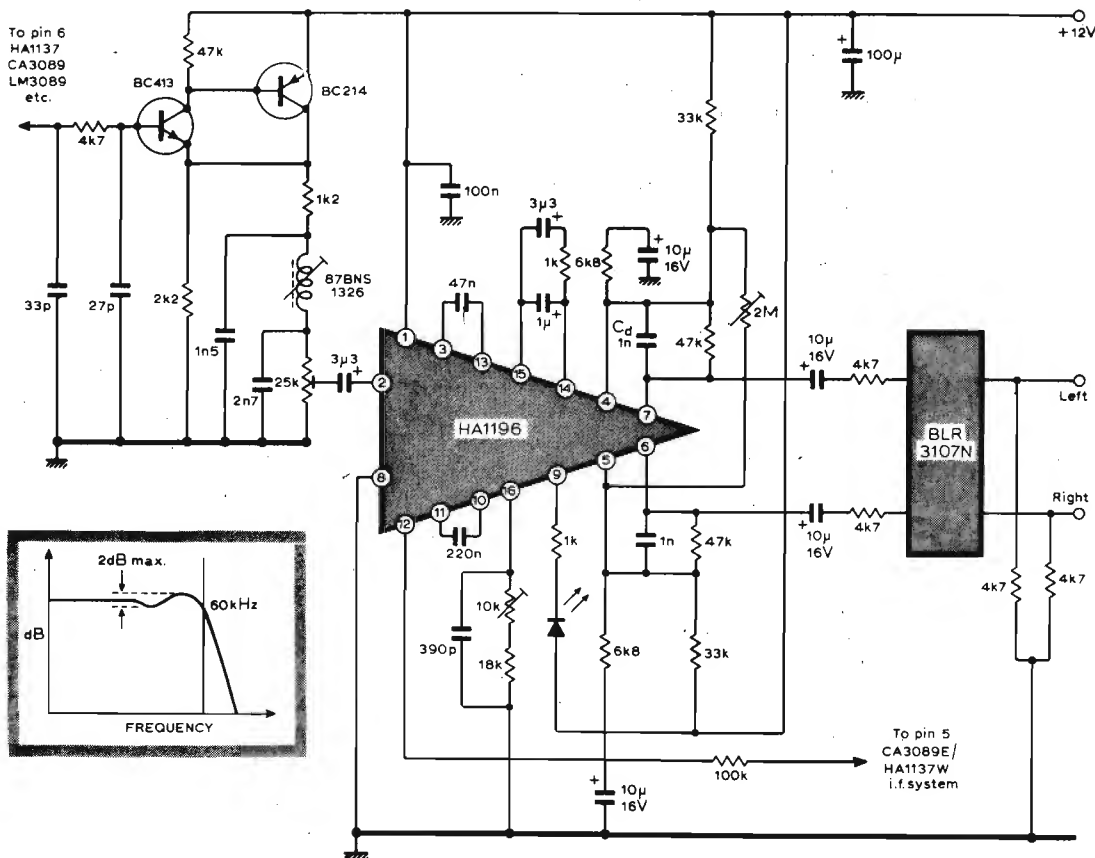 To pin 6
HA1137
CA3089
LM3089
etc.
47k
BC413
BC214
4k7
33p
27p
2k2
1k2
1n5
87BNS
1326
2n7
25k
3µ3
+
100n
+
100µ
+12V
33k
3µ3
+
1k
1µ
+
47n
6k8
+
10µ
16V
Cd
1n
47k
2M
1
3
13
15
14
4
7
2
HA1196
8
12
11
10
16
9
5
6
220n
10k
390p
18k
1k
6k8
1n
47k
33k
10µ
16V
+
4k7
+
10µ
16V
4k7
BLR
3107N
Left
Right
4k7
4k7
+
10µ
16V
100k
To pin 5
CA3089E/
HA1137W
i.f.system
2dB max.
60kHz
dB
FREQUENCY